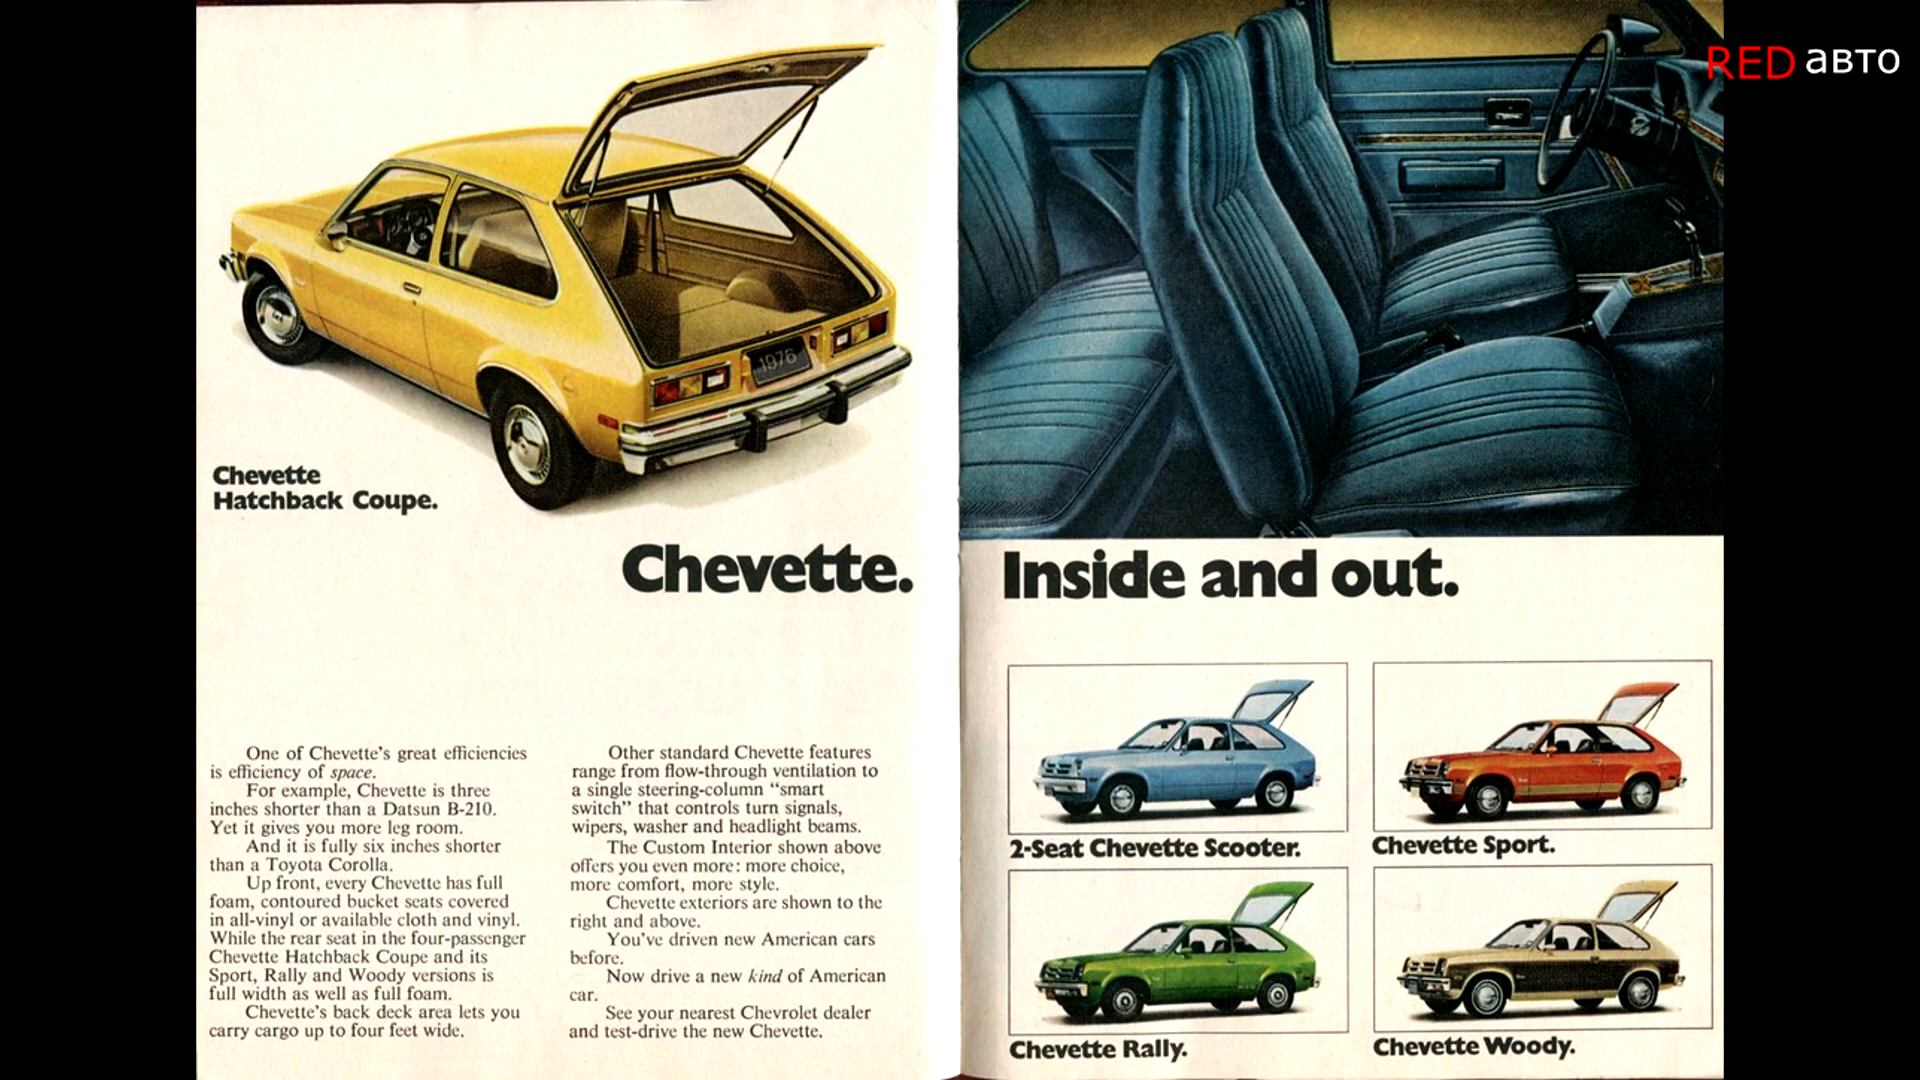 RED авто
1976
Chevette
Hatchback Coupe.
Chevette.
Inside and out.
One of Chevette's great efficiencies
is efficiency of space.
For example, Chevette is three
inches shorter than a Datsun B-210.
Yet it gives you more leg room.
And it is fully six inches shorter
than a Toyota Corolla.
Up front, every Chevette has full
foam, contoured bucket seats covered
in all-vinyl or available cloth and vinyl.
While the rear seat in the four-passenger
Chevette Hatchback Coupe and its
Sport, Rally and Woody versions is
full width as well as full foam.
Chevette's back deck area lets you
carry cargo up to four feet wide.
Other standard Chevette features
range from flow-through ventilation to
a single steering-column "smart
switch" that controls turn signals,
wipers, washer and headlight beams.
The Custom Interior shown above
offers you even more: more choice,
more comfort, more style.
Chevette exteriors are shown to the
right and above.
You've driven new American cars
before.
Now drive a new kind of American
car.
See your nearest Chevrolet dealer
and test-drive the new Chevette.
2-Seat Chevette Scooter.
Chevette Sport.
Chevette Rally.
Chevette Woody.